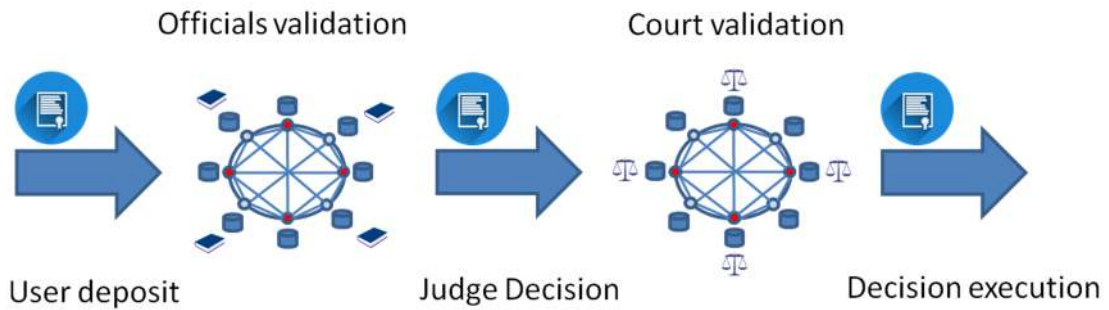 Officials validation
Court validation
User deposit
Judge Decision
Decision execution